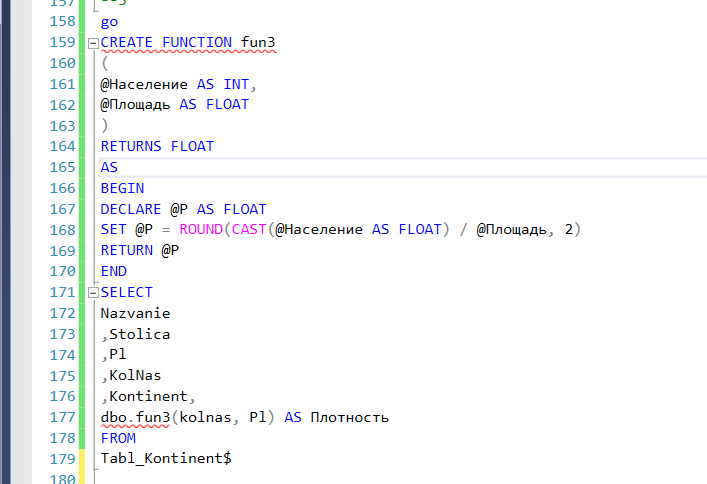 157 --3
158 go
159 CREATE FUNCTION fun3
160 (
161 @Население AS INT,
162 @Площадь AS FLOAT
163 )
164 RETURNS FLOAT
165 AS
166 BEGIN
167 DECLARE @P AS FLOAT
168 SET @P = ROUND(CAST(@Население AS FLOAT) / @Площадь, 2)
169 RETURN @P
170 END
171 SELECT
172 Nazvanie
173 ,Stolica
174 ,Pl
175 ,KolNas
176 ,Kontinent,
177 dbo.fun3(kolnas, Pl) AS Плотность
178 FROM
179 Tabl_Kontinent$
180